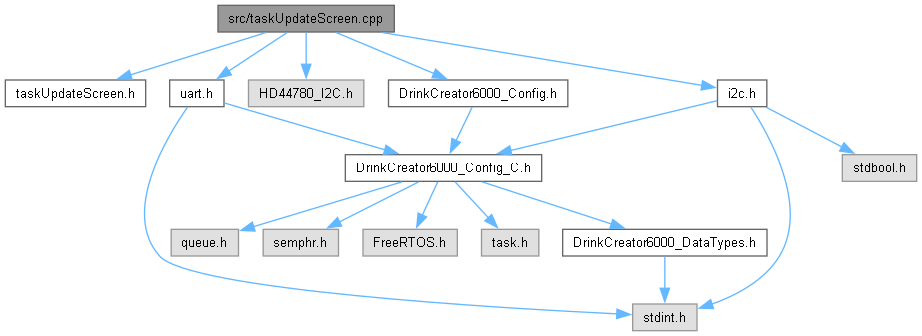 src/taskUpdateScreen.cpp
taskUpdateScreen.h
uart.h
HD44780_I2C.h
DrinkCreator6000_Config.h
i2c.h
DrinkCreator6000_Config_C.h
stdbool.h
queue.h
semphr.h
FreeRTOS.h
task.h
DrinkCreator6000_DataTypes.h
stdint.h